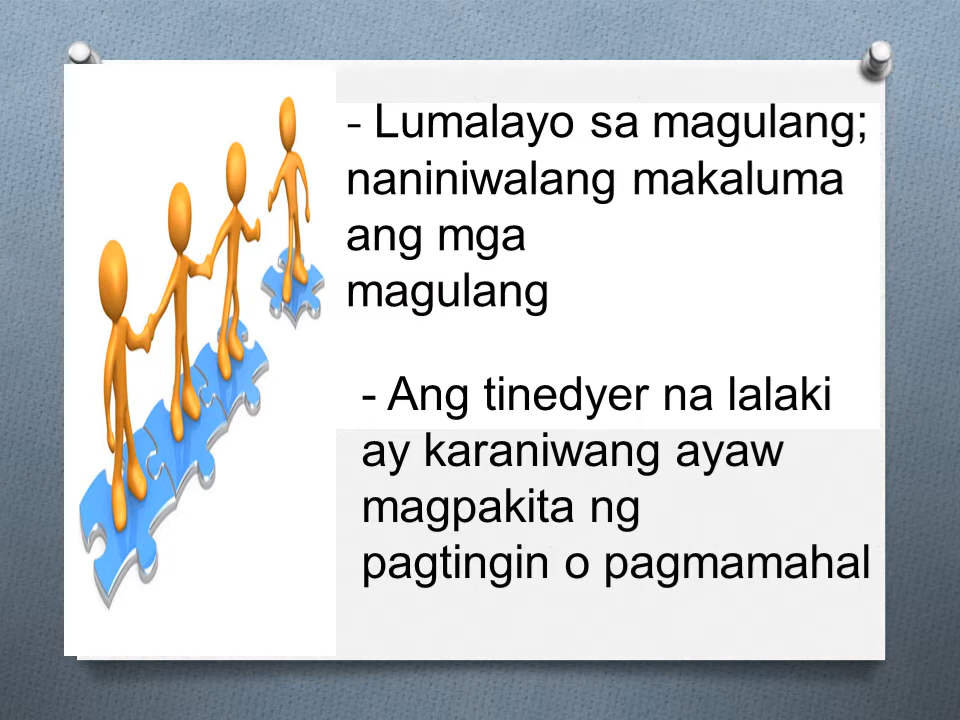 - Lumalayo sa magulang;
naniniwalang makaluma
ang mga
magulang
- Ang tinedyer na lalaki
ay karaniwang ayaw
magpakita ng
pagtingin o pagmamahal